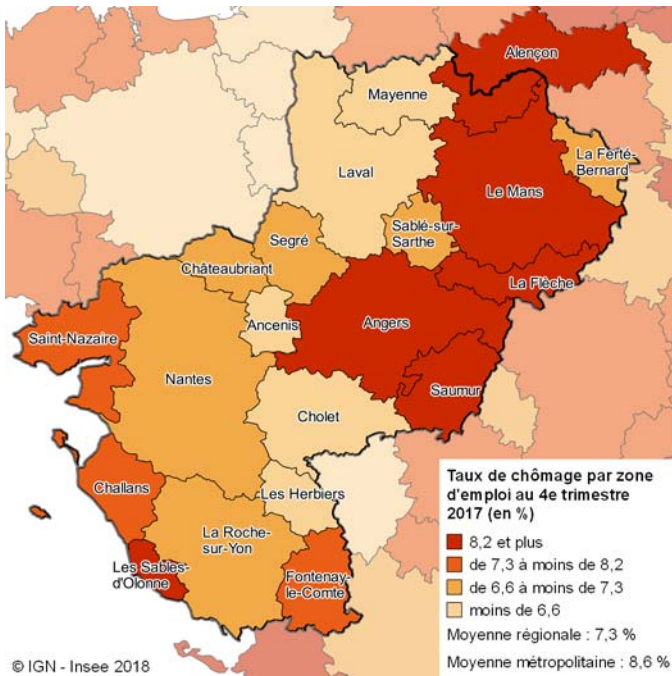 Alençon
Mayenne
La Ferté-
Bernard
Laval
Le Mans
Sablé-sur-
Sarthe
Segré
Châteaubriant
La Flèche
Ancenis
Angers
Saint-Nazaire
Nantes
Saumur
Cholet
Challans
Les Herbiers
La Roche-
sur-Yon
Les Sables-
d'Olonne
Fontenay-
le-Comte
Taux de chômage par zone
d'emploi au 4e trimestre
2017 (en %)
8,2 et plus
de 7,3 à moins de 8,2
de 6,6 à moins de 7,3
moins de 6,6
Moyenne régionale : 7,3 %
Moyenne métropolitaine : 8,6 %
© IGN - Insee 2018